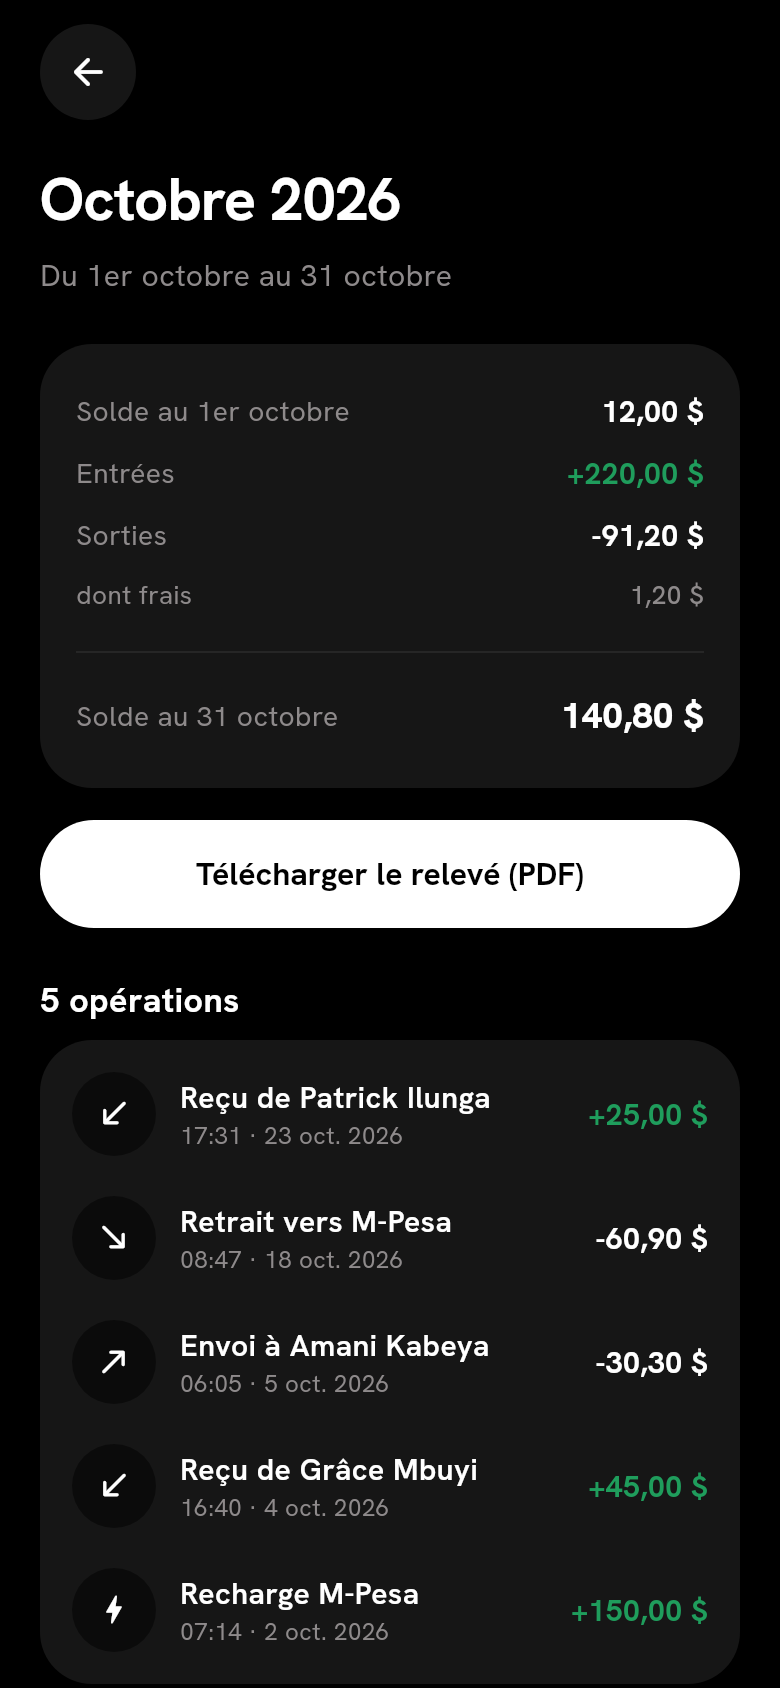 Octobre 2026
Du 1er octobre au 31 octobre
Solde au 1er octobre 12,00 $
Entrées +220,00 $
Sorties -91,20 $
dont frais 1,20 $
Solde au 31 octobre 140,80 $
Télécharger le relevé (PDF)
5 opérations
Reçu de Patrick Ilunga +25,00 $
17:31 · 23 oct. 2026
Retrait vers M-Pesa -60,90 $
08:47 · 18 oct. 2026
Envoi à Amani Kabeya -30,30 $
06:05 · 5 oct. 2026
Reçu de Grâce Mbuyi +45,00 $
16:40 · 4 oct. 2026
Recharge M-Pesa +150,00 $
07:14 · 2 oct. 2026